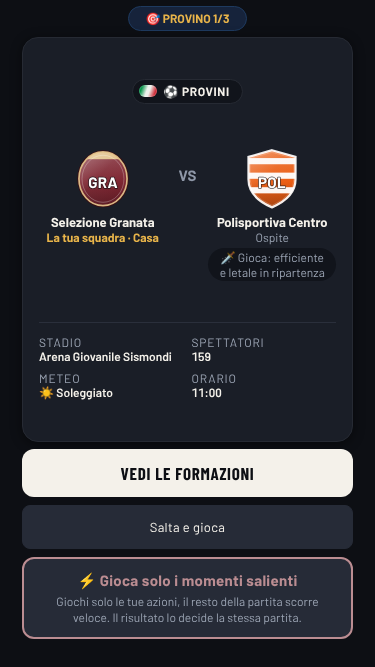 🎯 PROVINO 1/3
⚽ PROVINI
GRA
VS
POL
Selezione Granata
La tua squadra · Casa
Polisportiva Centro
Ospite
🗡️ Gioca: efficiente
e letale in ripartenza
STADIO
Arena Giovanile Sismondi
SPETTATORI
159
METEO
☀️ Soleggiato
ORARIO
11:00
VEDI LE FORMAZIONI
Salta e gioca
⚡ Gioca solo i momenti salienti
Giochi solo le tue azioni, il resto della partita scorre
veloce. Il risultato lo decide la stessa partita.